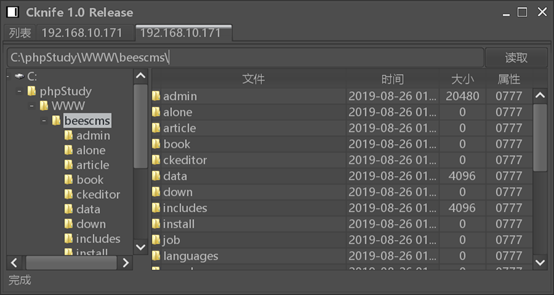 Cknife 1.0 Release
列表 192.168.10.171 192.168.10.171
C:\phpStudy\WWW\beescms\ 读取
C:
phpStudy
WWW
beescms
admin
alone
article
book
ckeditor
data
down
includes
install
文件 时间 大小 属性
admin 2019-08-26 01... 20480 0777
alone 2019-08-26 01... 0 0777
article 2019-08-26 01... 0 0777
book 2019-08-26 01... 0 0777
ckeditor 2019-08-26 01... 0 0777
data 2019-08-26 01... 4096 0777
down 2019-08-26 01... 0 0777
includes 2019-08-26 01... 4096 0777
install 2019-08-26 01... 0 0777
job 2019-08-26 01... 0 0777
languages 2019-08-26 01... 0 0777
完成